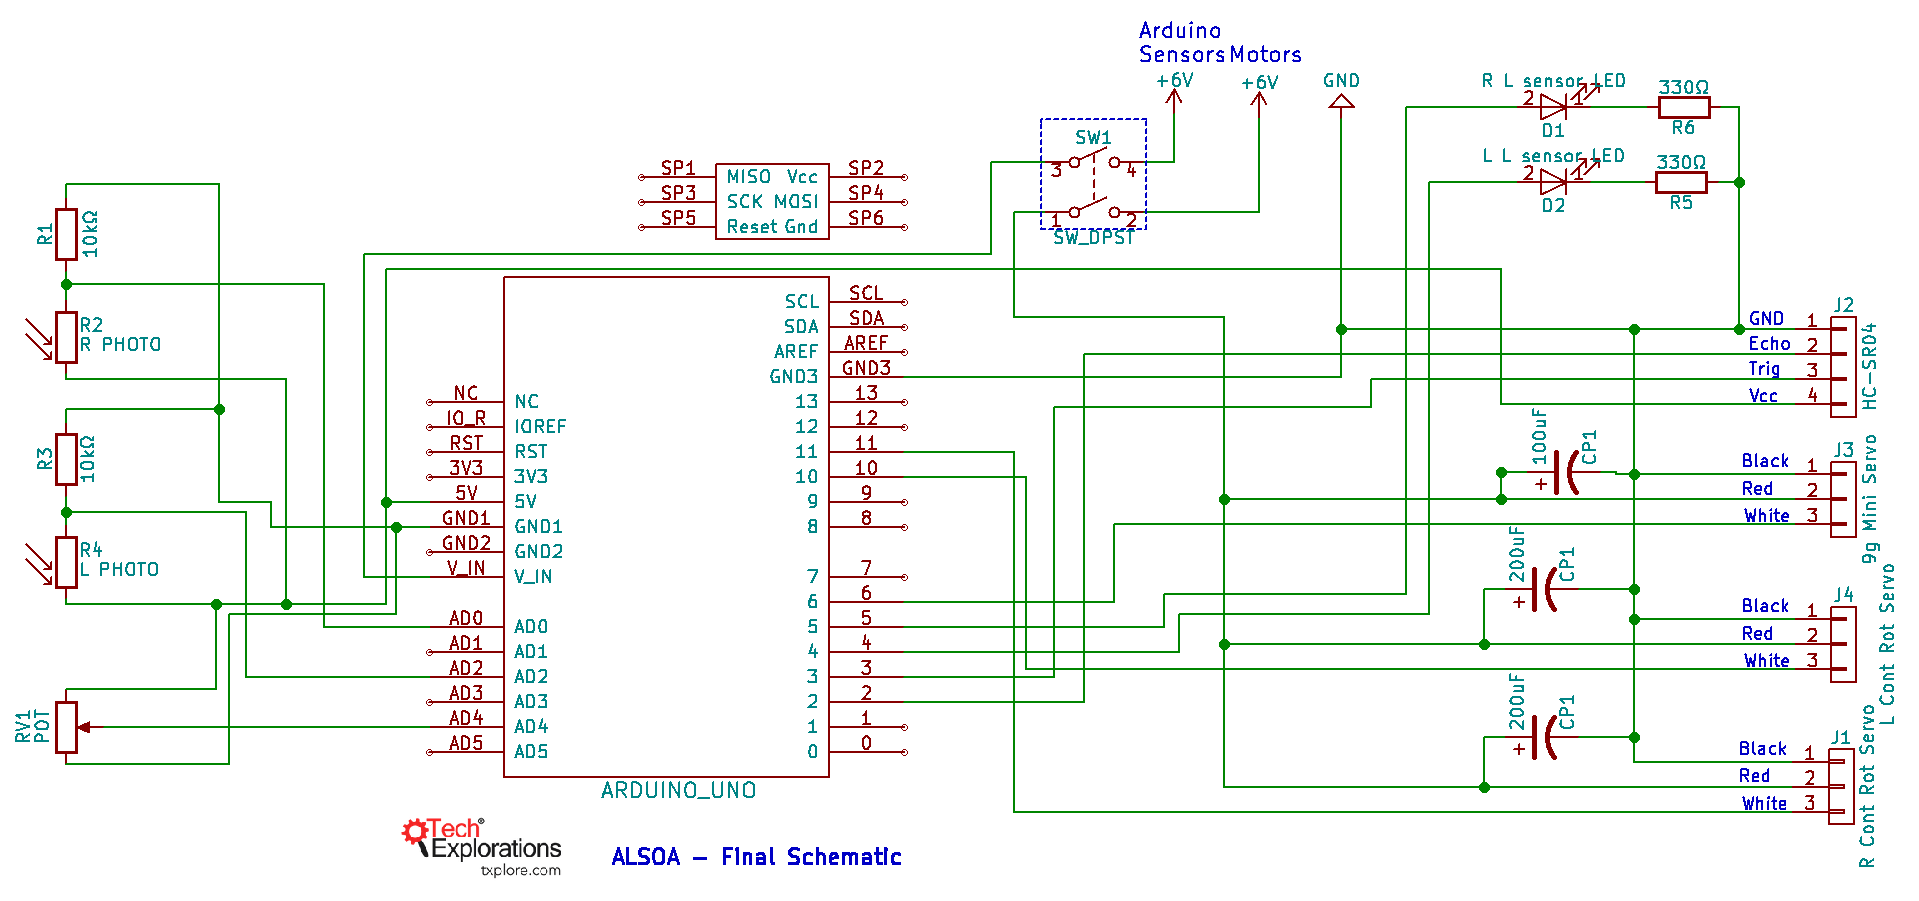 Arduino
Sensors Motors
+6V
+6V
GND
SW1
3
4
1
2
SW_DPST
R L sensor LED
2
1
D1
330Ω
R6
L L sensor LED
2
1
D2
330Ω
R5
SP1
MISO Vcc
SP2
SP3
SCK MOSI
SP4
SP5
Reset Gnd
SP6
R1
10kΩ
R2
R PHOTO
R3
10kΩ
R4
L PHOTO
RV1
POT
NC
NC
IO_R
IOREF
RST
RST
3V3
3V3
5V
5V
GND1
GND1
GND2
GND2
V_IN
V_IN
AD0
AD0
AD1
AD1
AD2
AD2
AD3
AD3
AD4
AD4
AD5
AD5
SCL
SCL
SDA
SDA
AREF
AREF
GND3
GND3
13
13
12
12
11
11
10
10
9
9
8
8
7
7
6
6
5
5
4
4
3
3
2
2
1
1
0
0
ARDUINO_UNO
J2
GND
1
Echo
2
Trig
3
Vcc
4
HC-SR04
100uF
CP1
+
J3
Black
1
Red
2
White
3
9g Mini Servo
200uF
CP1
+
J4
Black
1
Red
2
White
3
L Cont Rot Servo
200uF
CP1
+
J1
Black
1
Red
2
White
3
R Cont Rot Servo
Tech®
Explorations
txplore.com
ALSOA - Final Schematic